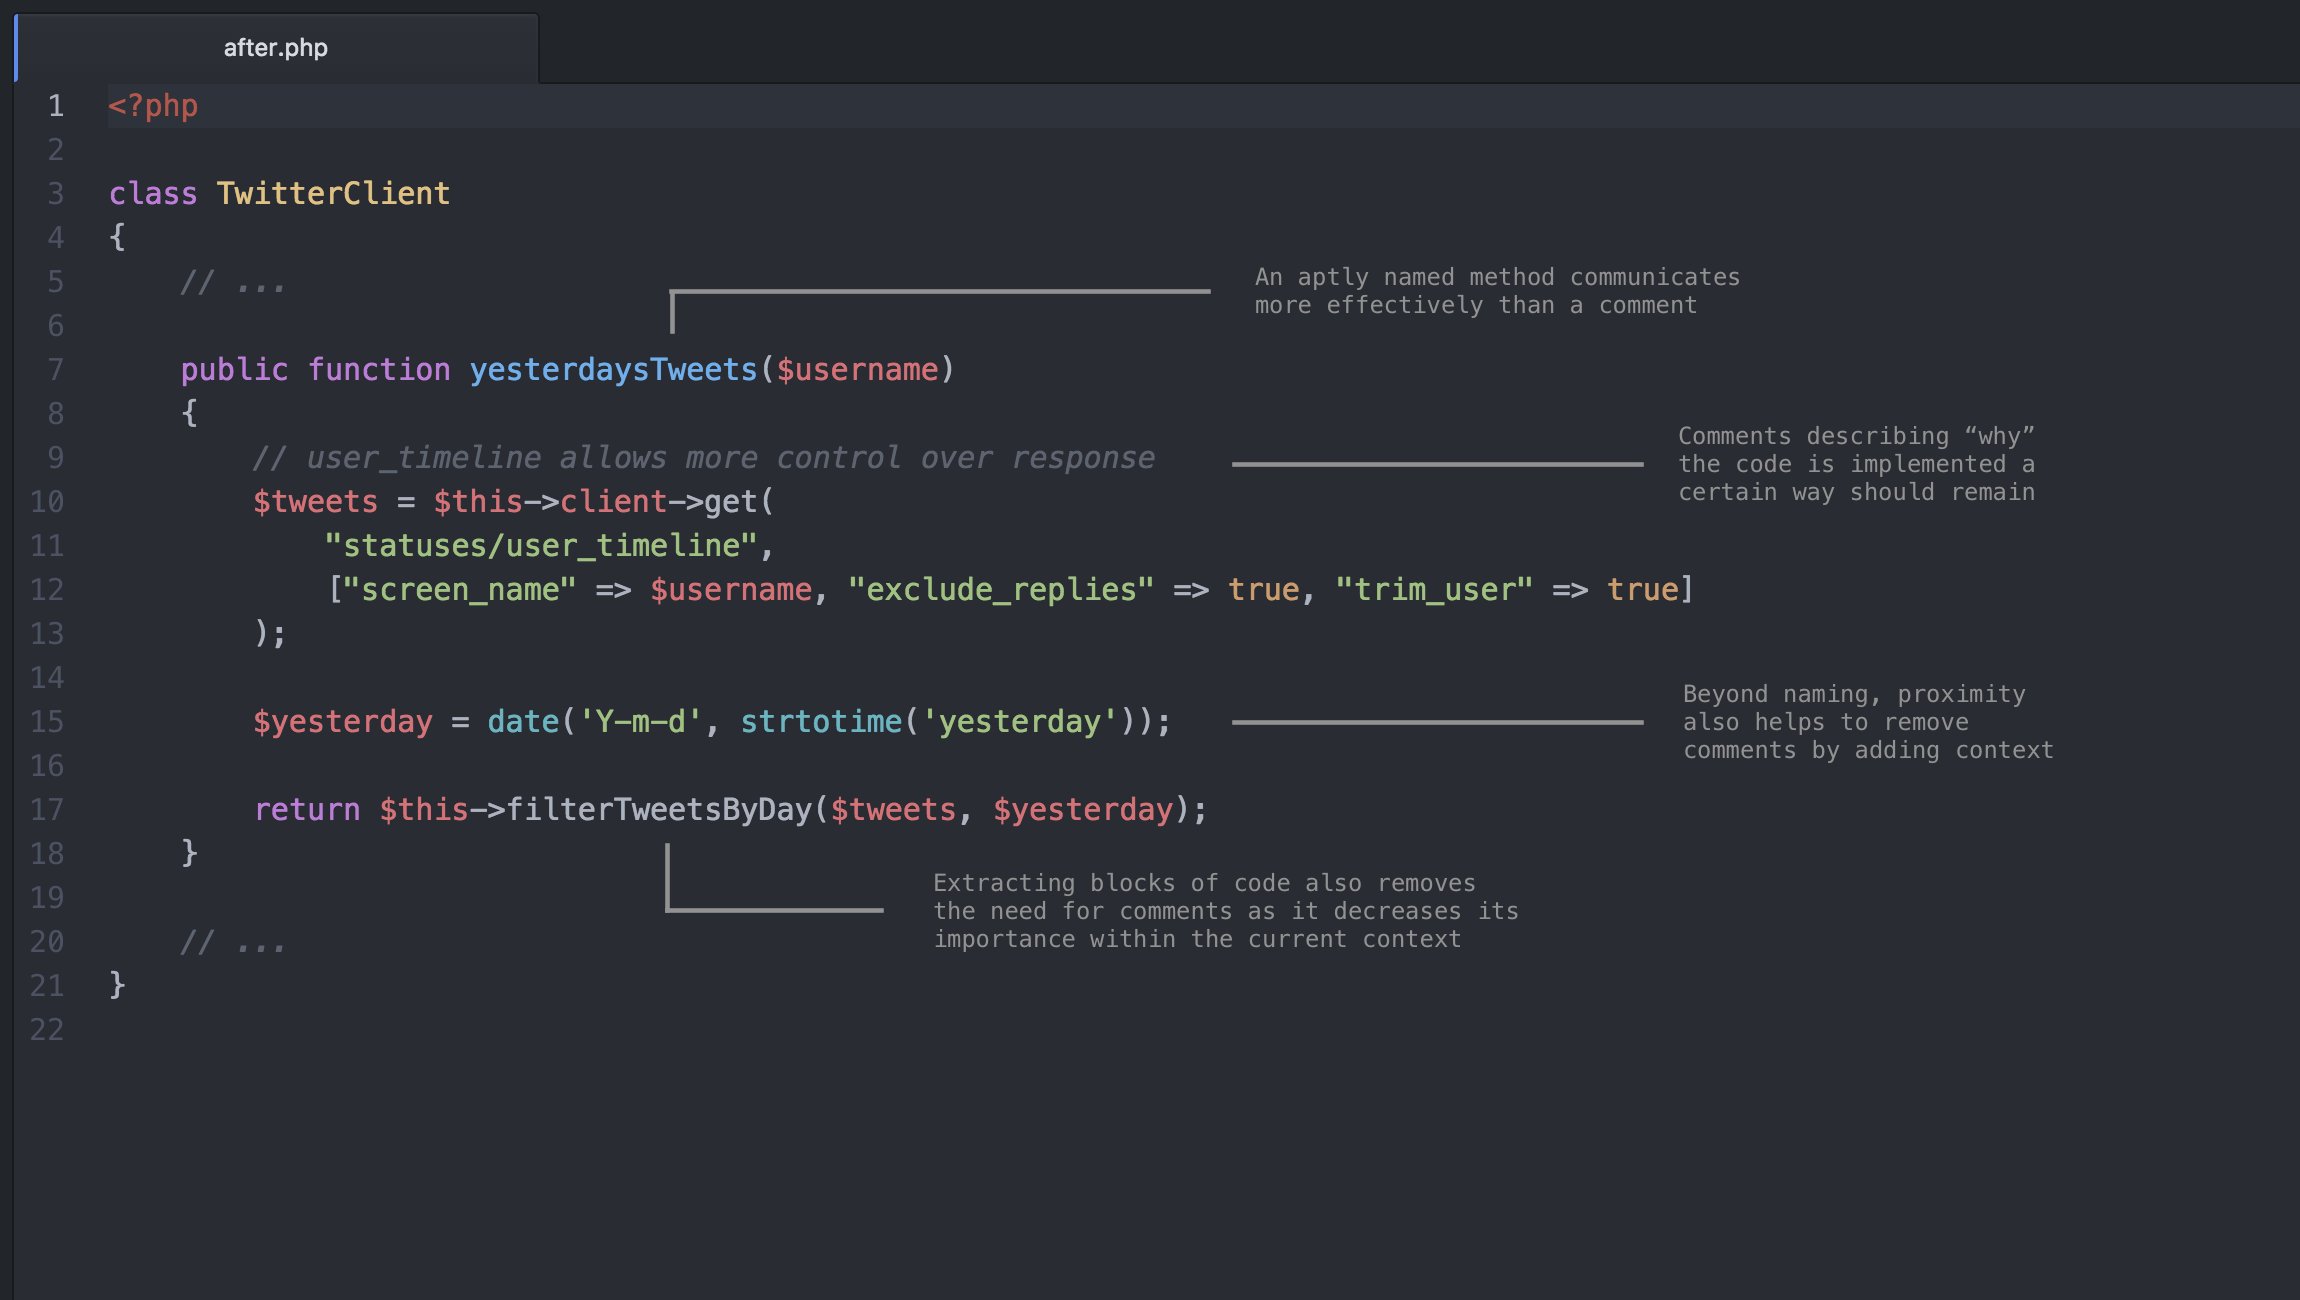 after.php
1 <?php
2
3 class TwitterClient
4 {
5     // ...
An aptly named method communicates
more effectively than a comment
6
7     public function yesterdaysTweets($username)
8     {
Comments describing “why”
the code is implemented a
certain way should remain
9         // user_timeline allows more control over response
10         $tweets = $this->client->get(
11             "statuses/user_timeline",
12             ["screen_name" => $username, "exclude_replies" => true, "trim_user" => true]
13         );
14
Beyond naming, proximity
also helps to remove
comments by adding context
15         $yesterday = date('Y-m-d', strtotime('yesterday'));
16
17         return $this->filterTweetsByDay($tweets, $yesterday);
18     }
Extracting blocks of code also removes
the need for comments as it decreases its
importance within the current context
19
20     // ...
21 }
22